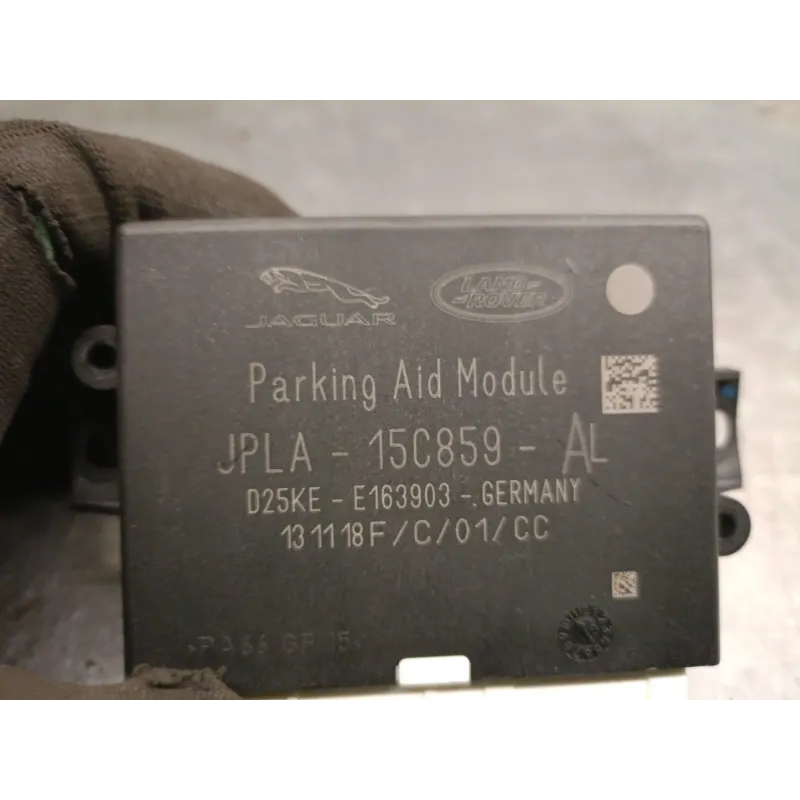 JAGUAR
LAND-
-ROVER
Parking Aid Module
JPLA - 15C859 - AL
D25KE - E163903 - GERMANY
131118F/C/01/CC
>PA66 GF 15<